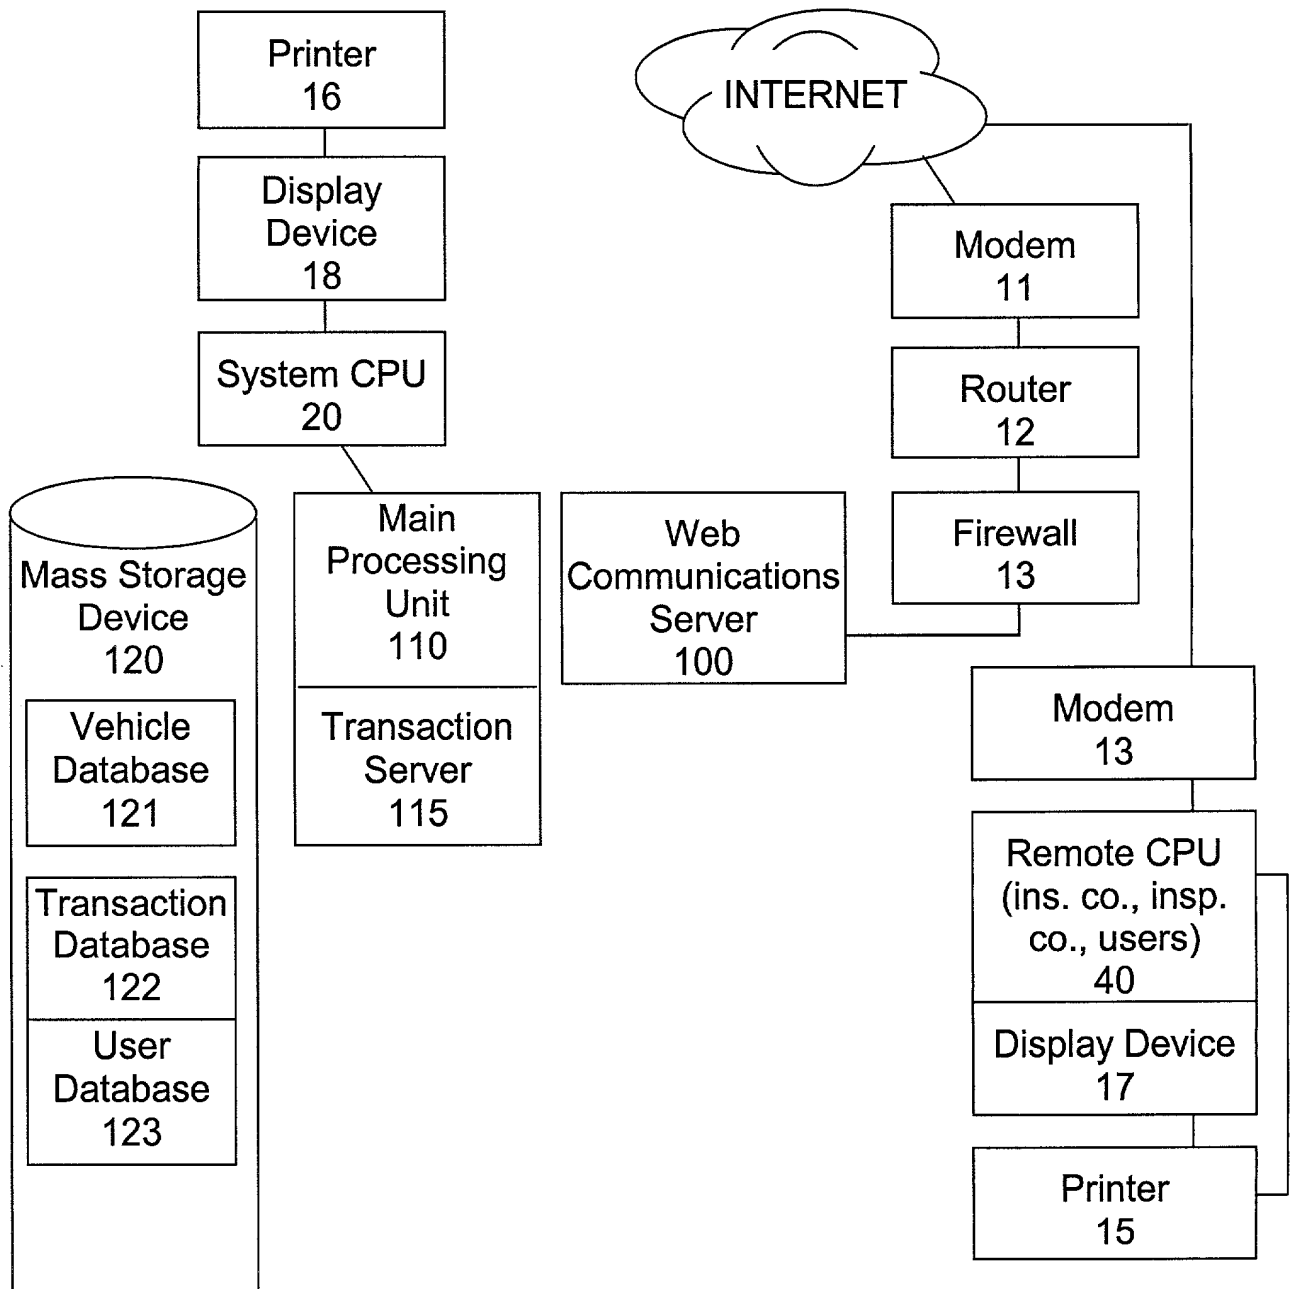 Printer
16
INTERNET
Display
Device
18
Modem
11
System CPU
20
Router
12
Mass Storage
Device
120
Main
Processing
Unit
110
Web
Communications
Server
100
Firewall
13
Vehicle
Database
121
Transaction
Server
115
Modem
13
Transaction
Database
122
Remote CPU
(ins. co., insp.
co., users)
40
User
Database
123
Display Device
17
Printer
15